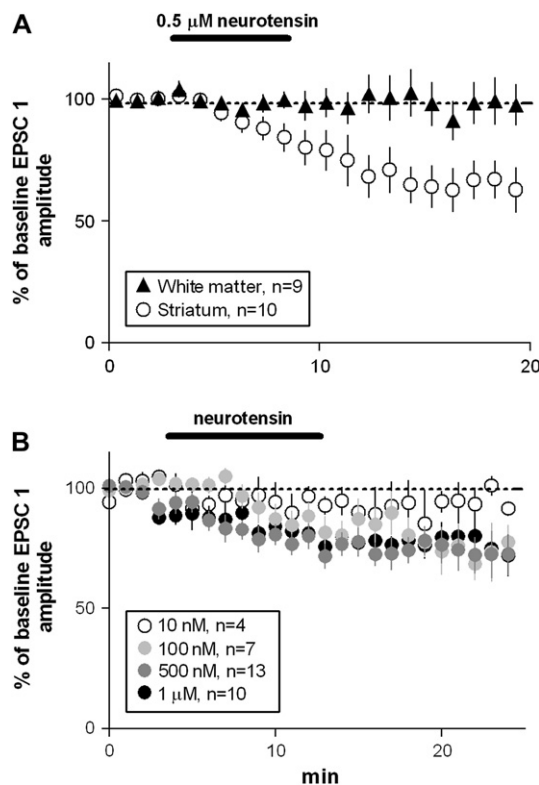 A
0.5 µM neurotensin
% of baseline EPSC 1
amplitude
100
50
0
White matter, n=9
Striatum, n=10
0
10
20
B
neurotensin
% of baseline EPSC 1
amplitude
100
50
0
10 nM, n=4
100 nM, n=7
500 nM, n=13
1 µM, n=10
0
10
20
min